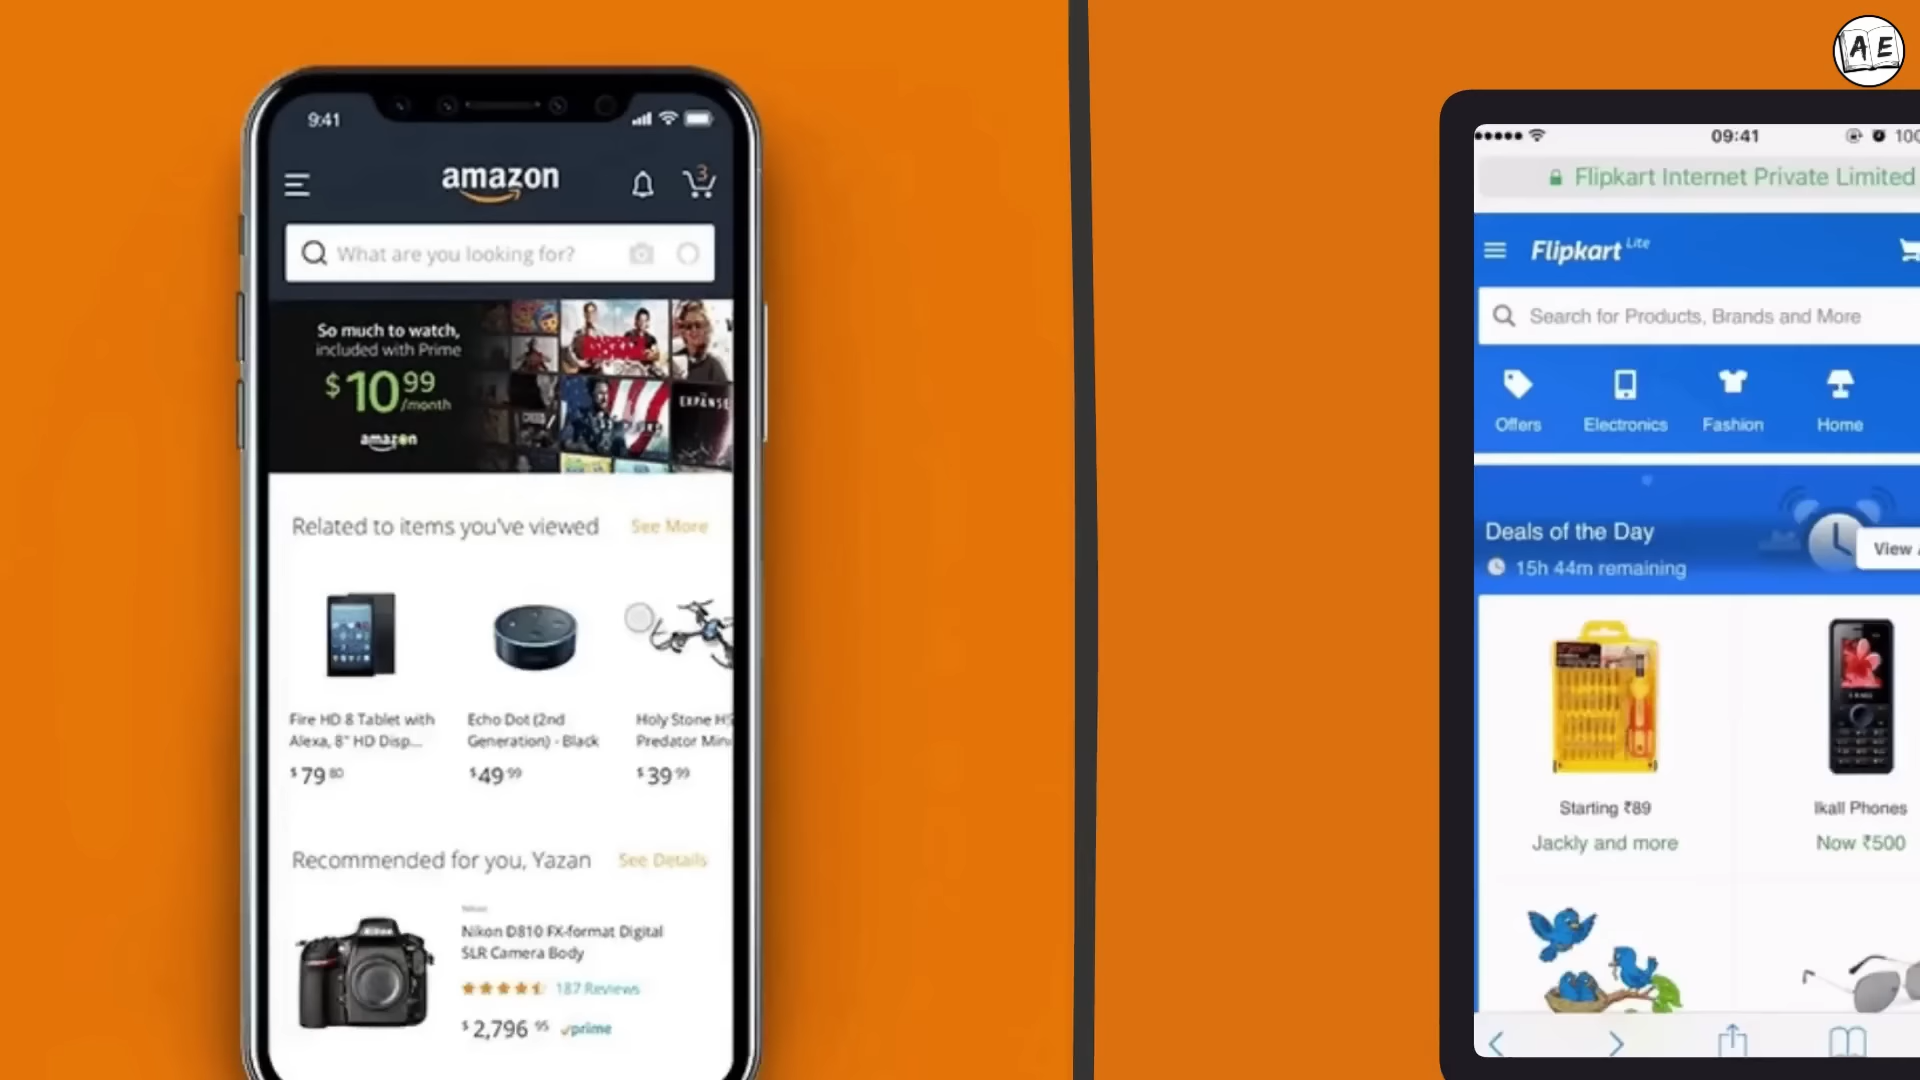 A E
9:41
amazon
3
What are you looking for?
So much to watch,
included with Prime
$10 99
/month
amazon
EXPANSE
Related to items you've viewed
See More
Fire HD 8 Tablet with
Alexa, 8" HD Disp...
$79 80
Echo Dot (2nd
Generation) - Black
$49 99
Holy Stone
Predator Min
$39 99
Recommended for you, Yazan
See Details
Nikon
Nikon D810 FX-format Digital
SLR Camera Body
187 Reviews
$2,796 95
prime
09:41
100
Flipkart Internet Private Limited
Flipkart Lite
Search for Products, Brands and More
Offers
Electronics
Fashion
Home
Deals of the Day
15h 44m remaining
View
Starting ₹89
Jackly and more
Ikall Phones
Now ₹500